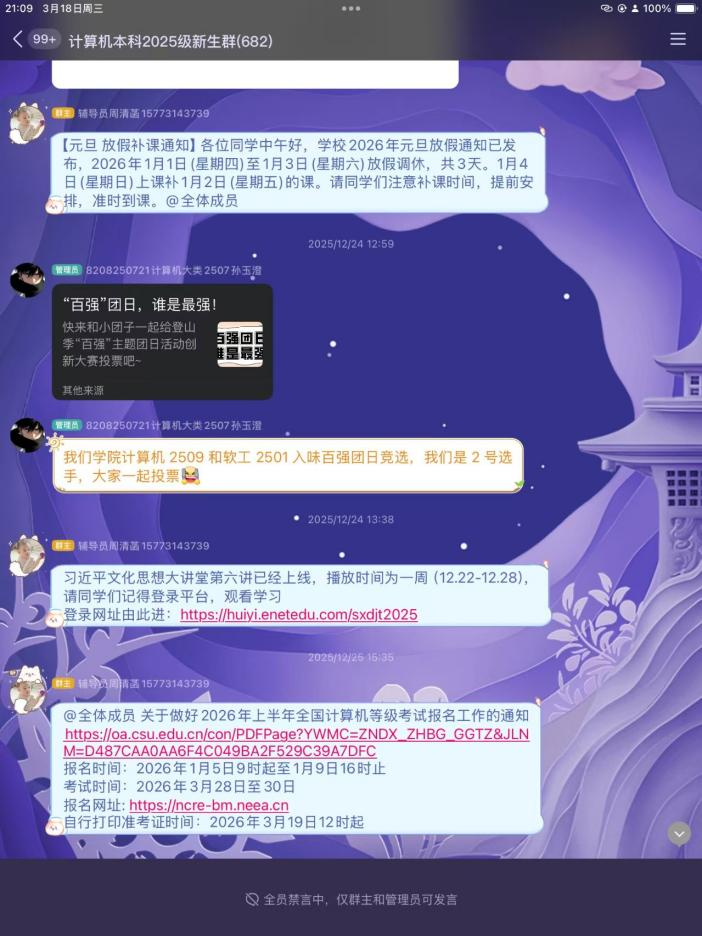 21:09 3月18日周三
100%
99+ 计算机本科2025级新生群(682)
群主 辅导员周清菡15773143739
【元旦 放假补课通知】各位同学中午好，学校2026年元旦放假通知已发
布，2026年1月1日(星期四)至1月3日(星期六)放假调休，共3天。1月4
日(星期日)上课补1月2日(星期五)的课。请同学们注意补课时间，提前安
排，准时到课。@全体成员
2025/12/24 12:59
管理员 8208250721计算机大类2507孙玉澄
“百强”团日，谁是最强！
快来和小团子一起给登山
季“百强”主题团日活动创
新大赛投票吧~
百强团日
谁是最强
其他来源
管理员 8208250721计算机大类2507孙玉澄
我们学院计算机 2509 和软工 2501 入味百强团日竞选，我们是 2 号选
手，大家一起投票
2025/12/24 13:38
群主 辅导员周清菡15773143739
习近平文化思想大讲堂第六讲已经上线，播放时间为一周 (12.22-12.28)，
请同学们记得登录平台，观看学习
登录网址由此进：https://huiyi.enetedu.com/sxdjt2025
2025/12/25 15:35
群主 辅导员周清菡15773143739
@全体成员 关于做好2026年上半年全国计算机等级考试报名工作的通知
https://oa.csu.edu.cn/con/PDFPage?YWMC=ZNDX_ZHBG_GGTZ&JLN
M=D487CAA0AA6F4C049BA2F529C39A7DFC
报名时间：2026年1月5日9时起至1月9日16时止
考试时间：2026年3月28日至30日
报名网址: https://ncre-bm.neea.cn
自行打印准考证时间：2026年3月19日12时起
全员禁言中，仅群主和管理员可发言